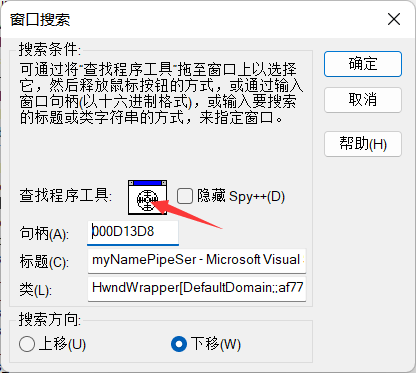 窗口搜索
搜索条件:
可通过将“查找程序工具”拖至窗口上以选择
它，然后释放鼠标按钮的方式，或通过输入
窗口句柄(以十六进制格式)，或输入要搜索
的标题或类字符串的方式，来指定窗口。
确定
取消
帮助(H)
查找程序工具:
隐藏 Spy++(D)
句柄(A):
000D13D8
标题(C):
myNamePipeSer - Microsoft Visual
类(L):
HwndWrapper[DefaultDomain;;af77
搜索方向:
上移(U)
下移(W)